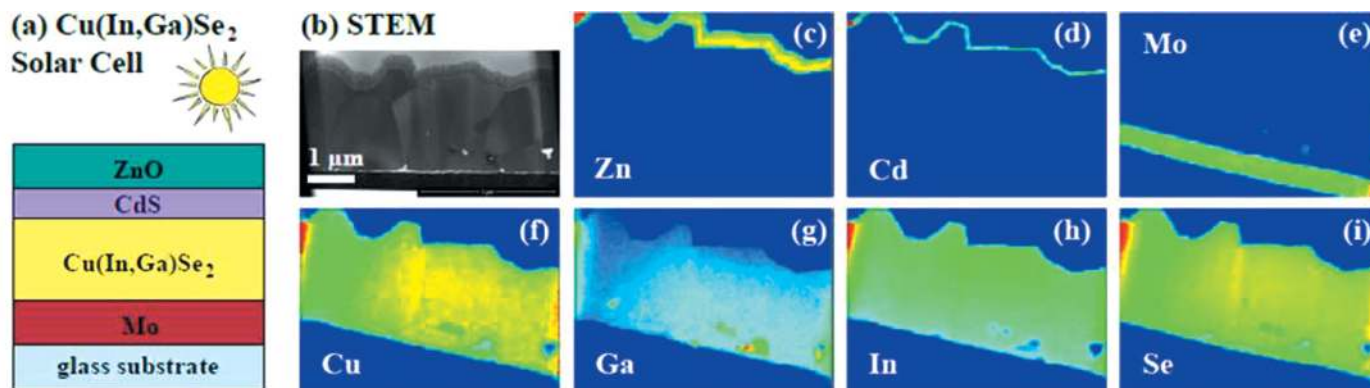 (a) Cu(In,Ga)Se₂
Solar Cell
ZnO
CdS
Cu(In,Ga)Se₂
Mo
glass substrate
(b) STEM
1 μm
(c)
Zn
(d)
Cd
(e)
Mo
(f)
Cu
(g)
Ga
(h)
In
(i)
Se